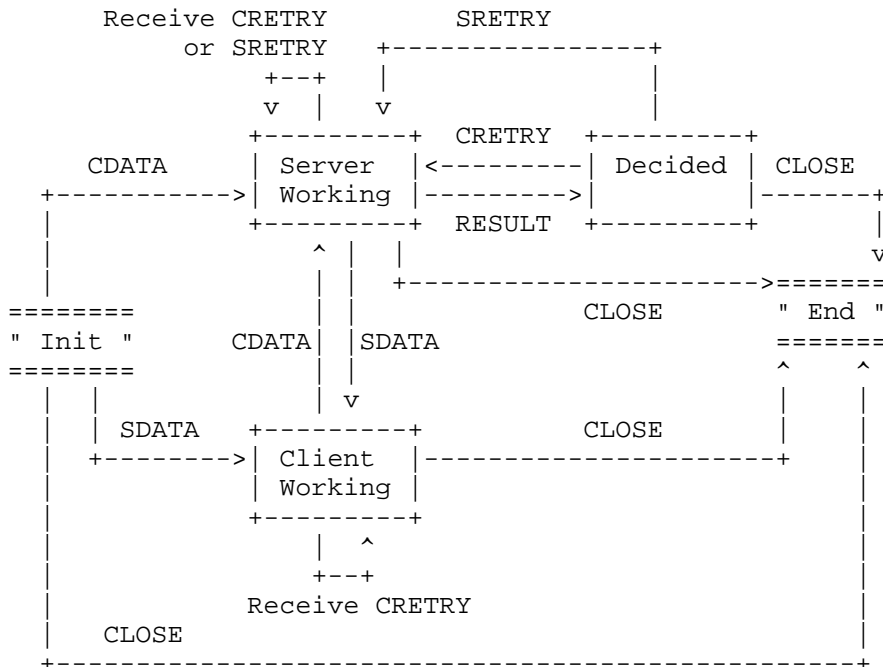 Receive CRETRY SRETRY
or SRETRY +----------------+
+--+ | |
v | v |
+---------+ CRETRY +---------+
CDATA | Server |<---------| Decided | CLOSE
+----------->| Working |--------->| |-------+
| +---------+ RESULT +---------+ |
| ^ | | v
| | | +---------------------->=======
======== | | CLOSE " End "
" Init " CDATA| |SDATA =======
======== | | ^ ^
| | | v | |
| | SDATA +---------+ CLOSE | |
| +-------->| Client |----------------------+ |
| | Working | |
| +---------+ |
| | ^ |
| +--+ |
| Receive CRETRY |
| CLOSE |
+---------------------------------------------------+